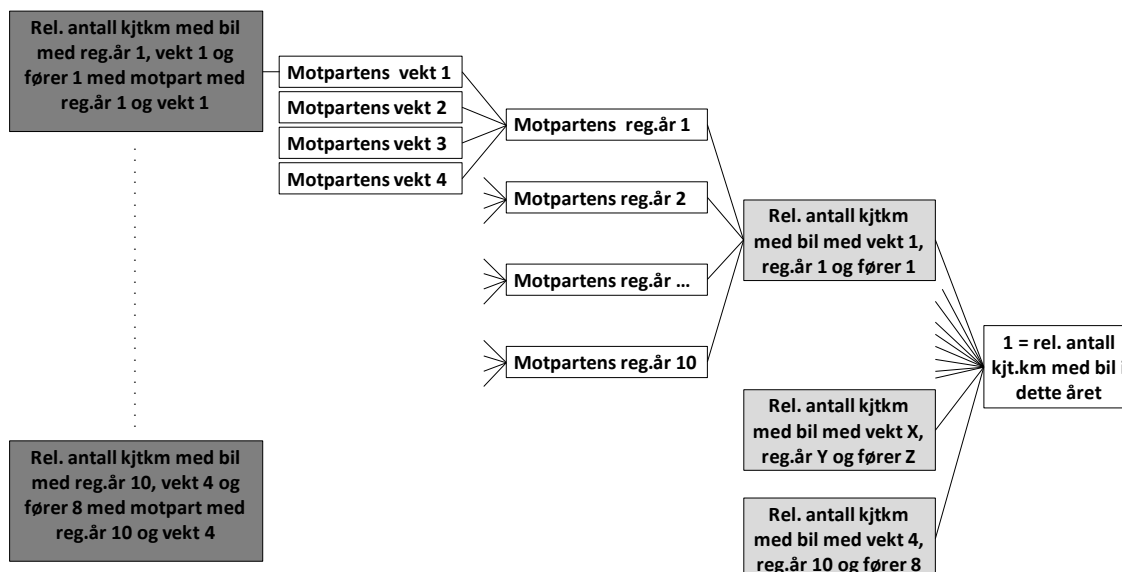 Rel. antall kjtkm med bil
med reg.år 1, vekt 1 og
fører 1 med motpart med
reg.år 1 og vekt 1
Motpartens vekt 1
Motpartens vekt 2
Motpartens vekt 3
Motpartens vekt 4
Motpartens reg.år 1
Motpartens reg.år 2
Motpartens reg.år ...
Motpartens reg.år 10
Rel. antall kjtkm
med bil med vekt 1,
reg.år 1 og fører 1
1 = rel. antall
kjt.km med bil i
dette året
Rel. antall kjtkm
med bil med vekt X,
reg.år Y og fører Z
Rel. antall kjtkm med bil
med reg.år 10, vekt 4 og
fører 8 med motpart med
reg.år 10 og vekt 4
Rel. antall kjtkm
med bil med vekt 4,
reg.år 10 og fører 8